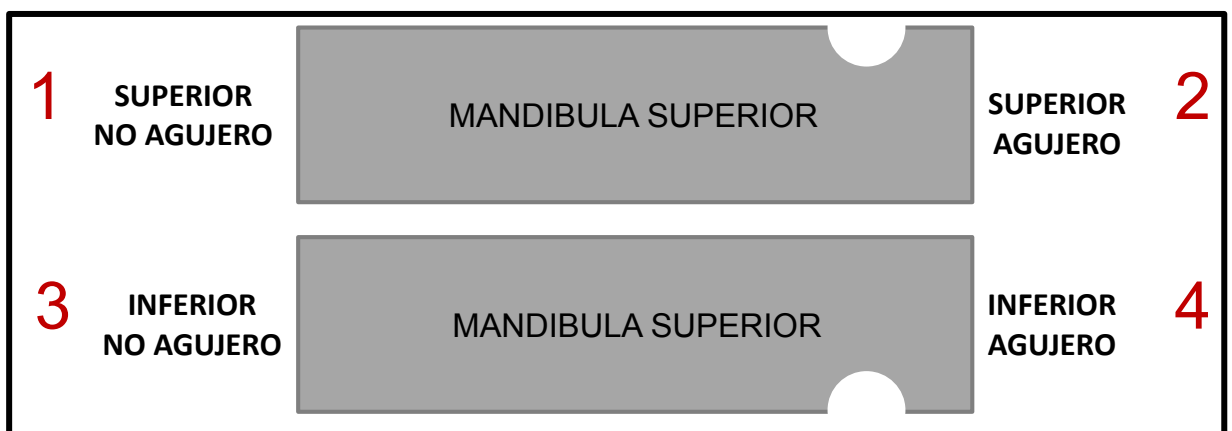 1
SUPERIOR
NO AGUJERO
MANDIBULA SUPERIOR
SUPERIOR
AGUJERO
2
3
INFERIOR
NO AGUJERO
MANDIBULA SUPERIOR
INFERIOR
AGUJERO
4